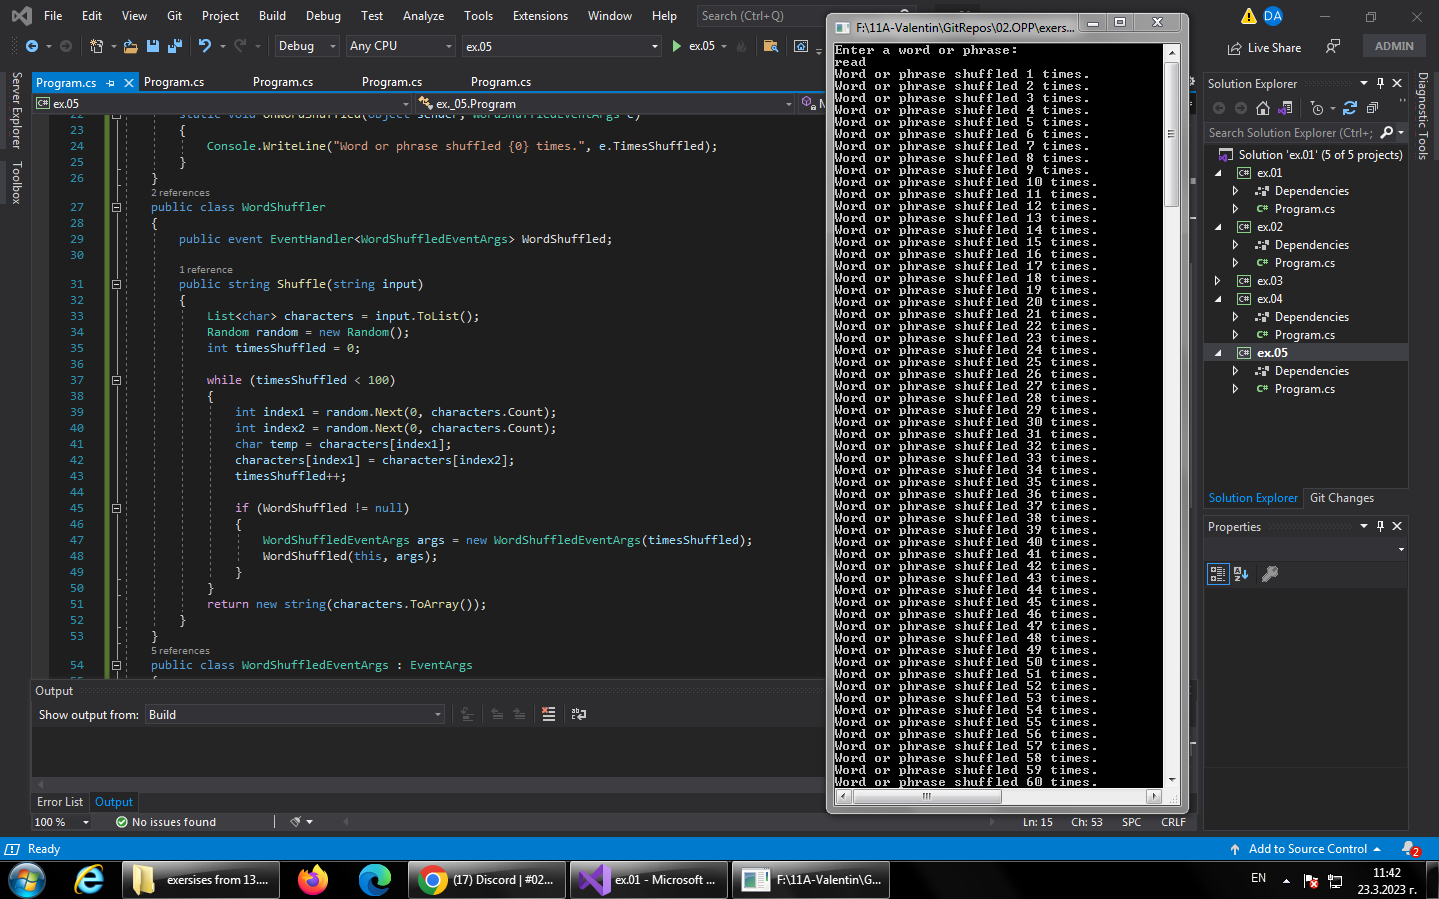 File Edit View Git Project Build Debug Test Analyze Tools Extensions Window Help Search (Ctrl+Q) DA
Debug Any CPU ex.05 ex.05 Live Share ADMIN
Program.cs Program.cs Program.cs Program.cs Program.cs
ex.05 ex._05.Program
22 static void OnWordShuffled(object sender, WordShuffledEventArgs e)
23 {
24 Console.WriteLine("Word or phrase shuffled {0} times.", e.TimesShuffled);
25 }
26 }
2 references
27 public class WordShuffler
28 {
29 public event EventHandler<WordShuffledEventArgs> WordShuffled;
30
1 reference
31 public string Shuffle(string input)
32 {
33 List<char> characters = input.ToList();
34 Random random = new Random();
35 int timesShuffled = 0;
36
37 while (timesShuffled < 100)
38 {
39 int index1 = random.Next(0, characters.Count);
40 int index2 = random.Next(0, characters.Count);
41 char temp = characters[index1];
42 characters[index1] = characters[index2];
43 timesShuffled++;
44
45 if (WordShuffled != null)
46 {
47 WordShuffledEventArgs args = new WordShuffledEventArgs(timesShuffled);
48 WordShuffled(this, args);
49 }
50 }
51 return new string(characters.ToArray());
52 }
53 }
5 references
54 public class WordShuffledEventArgs : EventArgs
Output
Show output from: Build
Error List Output
100 % No issues found Ln: 15 Ch: 53 SPC CRLF
Ready Add to Source Control 2
Server Explorer
Toolbox
F:\11A-Valentin\GitRepos\02.OPP\exers...
Enter a word or phrase:
read
Word or phrase shuffled 1 times.
Word or phrase shuffled 2 times.
Word or phrase shuffled 3 times.
Word or phrase shuffled 4 times.
Word or phrase shuffled 5 times.
Word or phrase shuffled 6 times.
Word or phrase shuffled 7 times.
Word or phrase shuffled 8 times.
Word or phrase shuffled 9 times.
Word or phrase shuffled 10 times.
Word or phrase shuffled 11 times.
Word or phrase shuffled 12 times.
Word or phrase shuffled 13 times.
Word or phrase shuffled 14 times.
Word or phrase shuffled 15 times.
Word or phrase shuffled 16 times.
Word or phrase shuffled 17 times.
Word or phrase shuffled 18 times.
Word or phrase shuffled 19 times.
Word or phrase shuffled 20 times.
Word or phrase shuffled 21 times.
Word or phrase shuffled 22 times.
Word or phrase shuffled 23 times.
Word or phrase shuffled 24 times.
Word or phrase shuffled 25 times.
Word or phrase shuffled 26 times.
Word or phrase shuffled 27 times.
Word or phrase shuffled 28 times.
Word or phrase shuffled 29 times.
Word or phrase shuffled 30 times.
Word or phrase shuffled 31 times.
Word or phrase shuffled 32 times.
Word or phrase shuffled 33 times.
Word or phrase shuffled 34 times.
Word or phrase shuffled 35 times.
Word or phrase shuffled 36 times.
Word or phrase shuffled 37 times.
Word or phrase shuffled 38 times.
Word or phrase shuffled 39 times.
Word or phrase shuffled 40 times.
Word or phrase shuffled 41 times.
Word or phrase shuffled 42 times.
Word or phrase shuffled 43 times.
Word or phrase shuffled 44 times.
Word or phrase shuffled 45 times.
Word or phrase shuffled 46 times.
Word or phrase shuffled 47 times.
Word or phrase shuffled 48 times.
Word or phrase shuffled 49 times.
Word or phrase shuffled 50 times.
Word or phrase shuffled 51 times.
Word or phrase shuffled 52 times.
Word or phrase shuffled 53 times.
Word or phrase shuffled 54 times.
Word or phrase shuffled 55 times.
Word or phrase shuffled 56 times.
Word or phrase shuffled 57 times.
Word or phrase shuffled 58 times.
Word or phrase shuffled 59 times.
Word or phrase shuffled 60 times.
Solution Explorer
Search Solution Explorer (Ctrl+;
Solution 'ex.01' (5 of 5 projects)
ex.01
Dependencies
Program.cs
ex.02
Dependencies
Program.cs
ex.03
ex.04
Dependencies
Program.cs
ex.05
Dependencies
Program.cs
Solution Explorer Git Changes
Properties
Diagnostic Tools
exersises from 13.... (17) Discord | #02... ex.01 - Microsoft ... F:\11A-Valentin\G... EN 11:42
23.3.2023 г.